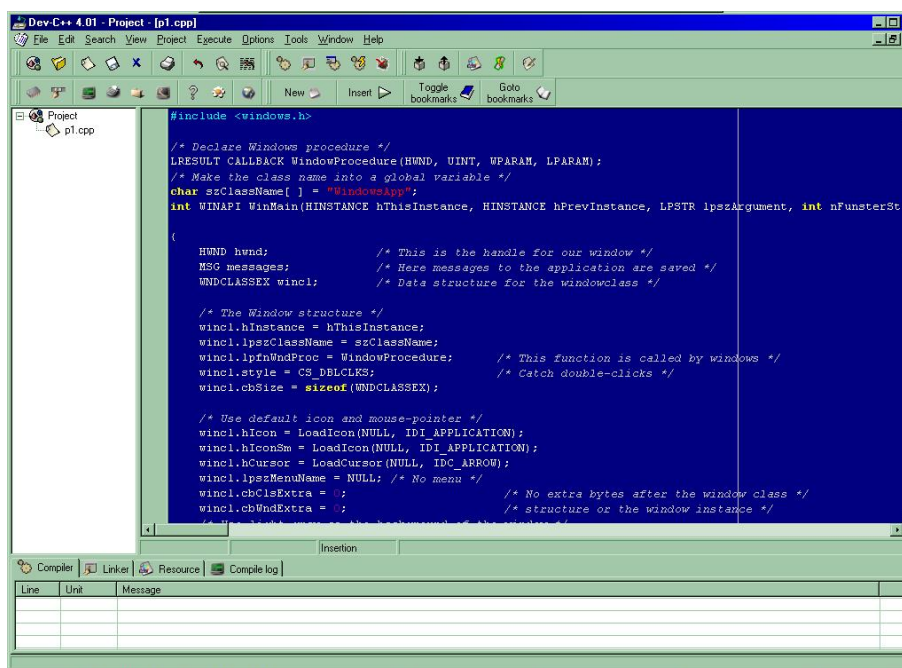 Dev-C++ 4.01 - Project - [p1.cpp]
File Edit Search View Project Execute Options Tools Window Help
New Insert Toggle bookmarks Goto bookmarks
Project
p1.cpp
#include <windows.h>
/* Declare Windows procedure */
LRESULT CALLBACK WindowProcedure(HWND, UINT, WPARAM, LPARAM);
/* Make the class name into a global variable */
char szClassName[ ] = "WindowsApp";
int WINAPI WinMain(HINSTANCE hThisInstance, HINSTANCE hPrevInstance, LPSTR lpszArgument, int nFunsterSt
{
HWND hwnd; /* This is the handle for our window */
MSG messages; /* Here messages to the application are saved */
WNDCLASSEX wincl; /* Data structure for the windowclass */
/* The Window structure */
wincl.hInstance = hThisInstance;
wincl.lpszClassName = szClassName;
wincl.lpfnWndProc = WindowProcedure; /* This function is called by windows */
wincl.style = CS_DBLCLKS; /* Catch double-clicks */
wincl.cbSize = sizeof(WNDCLASSEX);
/* Use default icon and mouse-pointer */
wincl.hIcon = LoadIcon(NULL, IDI_APPLICATION);
wincl.hIconSm = LoadIcon(NULL, IDI_APPLICATION);
wincl.hCursor = LoadCursor(NULL, IDC_ARROW);
wincl.lpszMenuName = NULL; /* No menu */
wincl.cbClsExtra = 0; /* No extra bytes after the window class */
wincl.cbWndExtra = 0; /* structure or the window instance */
Insertion
Compiler Linker Resource Compile log
Line Unit Message